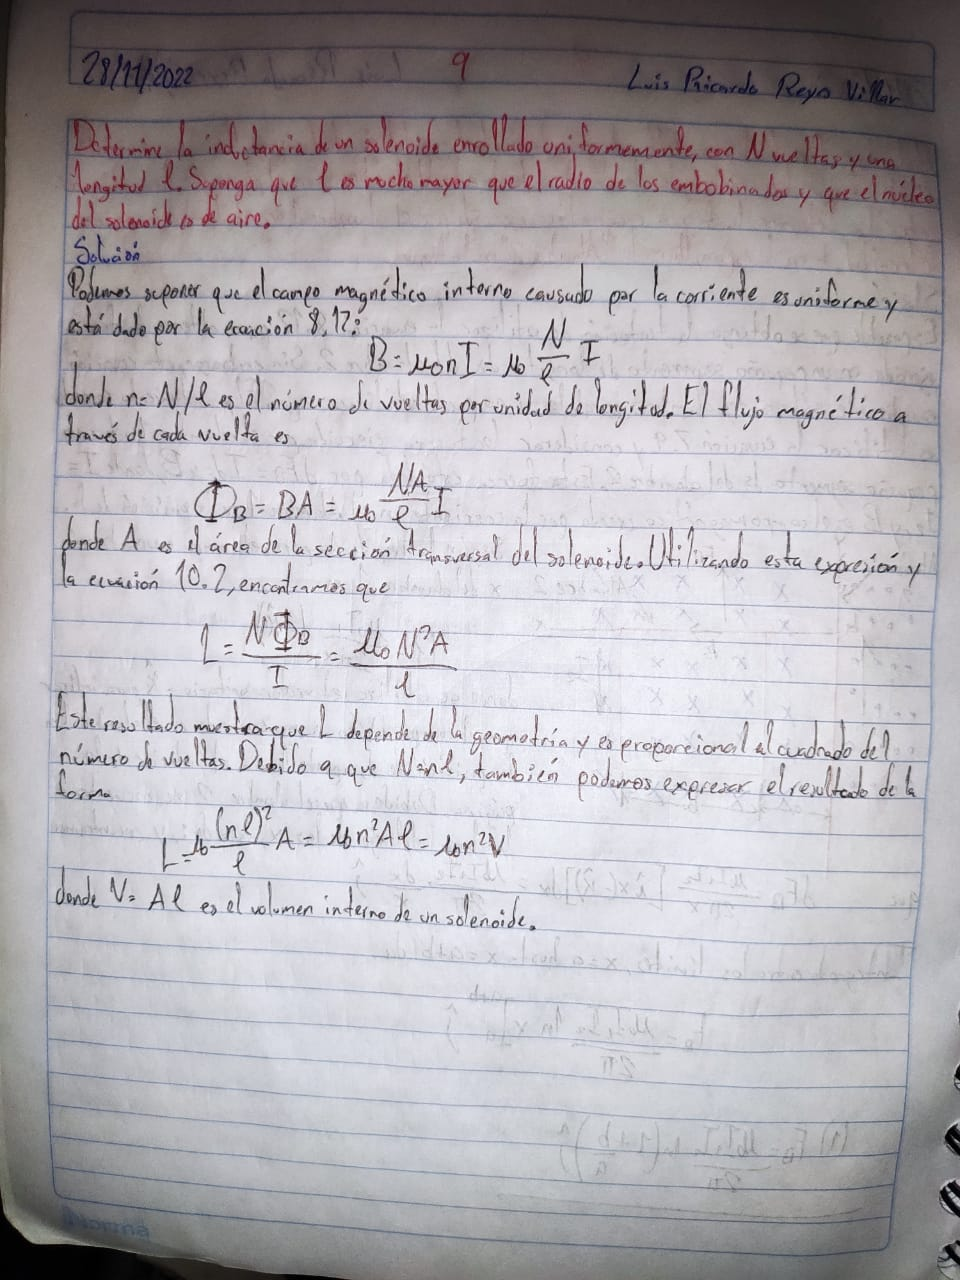 28/11/2022 9 Luis Ricardo Reyes Villar
Determine la inductancia de un solenoide enrollado uniformemente, con N vueltas y una
longitud ℓ. Suponga que ℓ es mucho mayor que el radio de los embobinados y que el núcleo
del solenoide es de aire.
Solución
Podemos suponer que el campo magnético interno causado por la corriente es uniforme y
está dado por la ecuación 8.17:
B = μ₀nI = μ₀ N/ℓ I
donde n = N/ℓ es el número de vueltas por unidad de longitud. El flujo magnético a
través de cada vuelta es
Φ_B = BA = μ₀ NA/ℓ I
donde A es el área de la sección transversal del solenoide. Utilizando esta expresión y
la ecuación 10.2, encontramos que
L = NΦ_B/I = μ₀N²A/ℓ
Este resultado muestra que L depende de la geometría y es proporcional al cuadrado del
número de vueltas. Debido a que N=nℓ, también podemos expresar el resultado de la
forma
L = μ₀ (nℓ)²/ℓ A = μ₀n²Aℓ = μ₀n²V
donde V = Aℓ es el volumen interno de un solenoide.
Norma